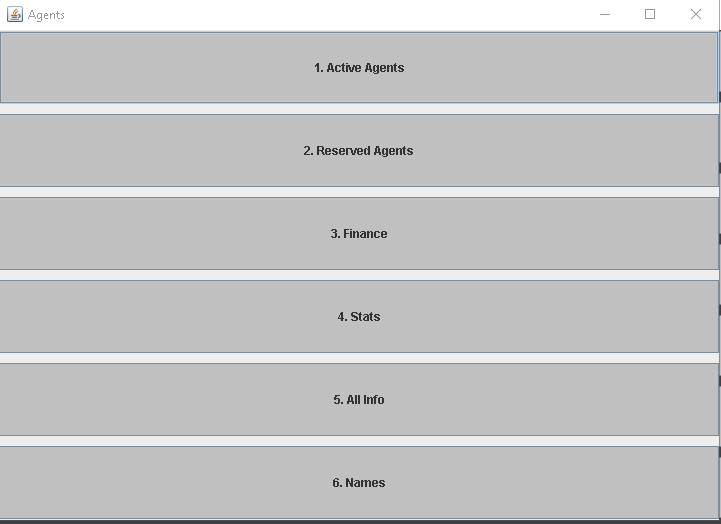 Agents
1. Active Agents
2. Reserved Agents
3. Finance
4. Stats
5. All Info
6. Names